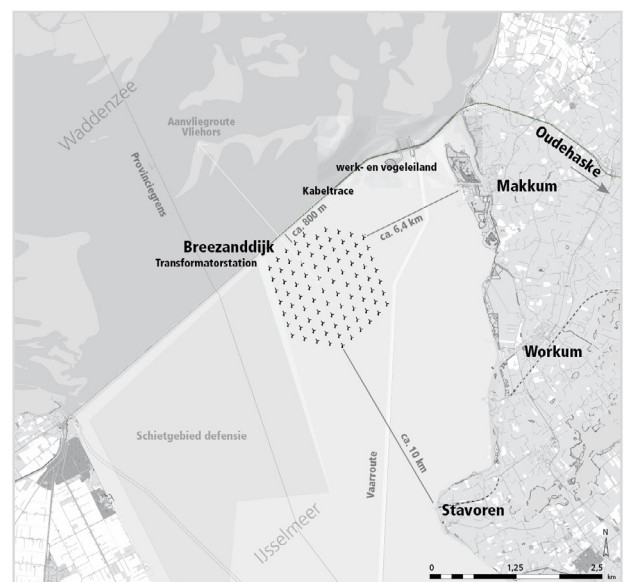 Waddenzee
Aanvliegroute
Vliehors
Provinciegrens
Oudehaske
werk- en vogeleiland
Kabeltrace
Makkum
ca. 800 m
ca. 6,4 km
Breezanddijk
Transformatorstation
Workum
Schietgebied defensie
ca. 10 km
Vaarroute
IJsselmeer
Stavoren
N
0 1,25 2,5
km